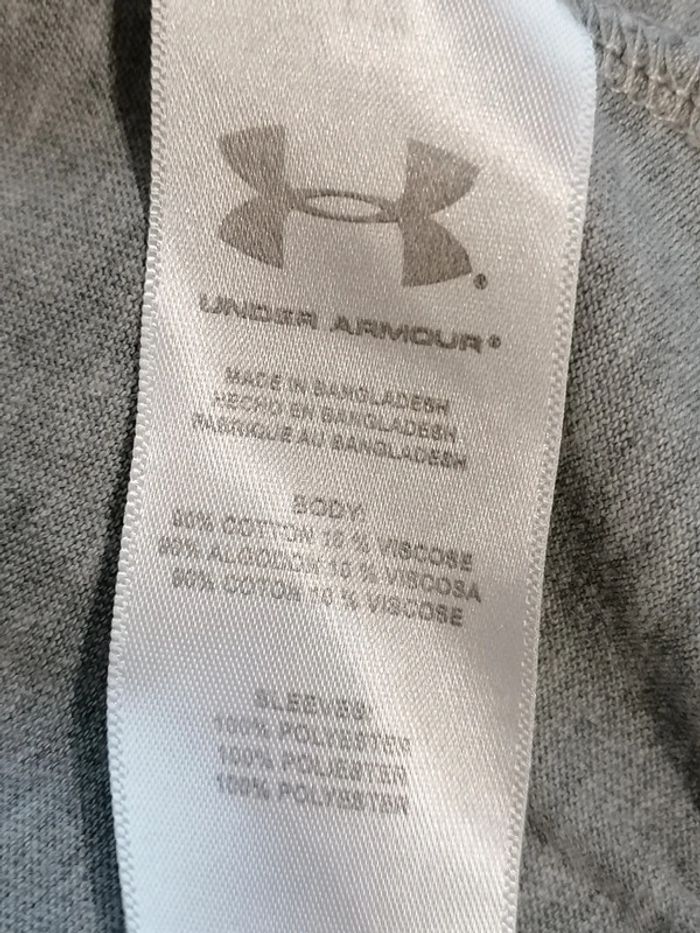 UNDER ARMOUR®
MADE IN BANGLADESH
HECHO EN BANGLADESH
FABRIQUE AU BANGLADESH
BODY:
90% COTTON 10 % VISCOSE
90% ALGODON 10 % VISCOSA
90% COTON 10 % VISCOSE
SLEEVES:
100% POLYESTER
100% POLIESTER
100% POLYESTER